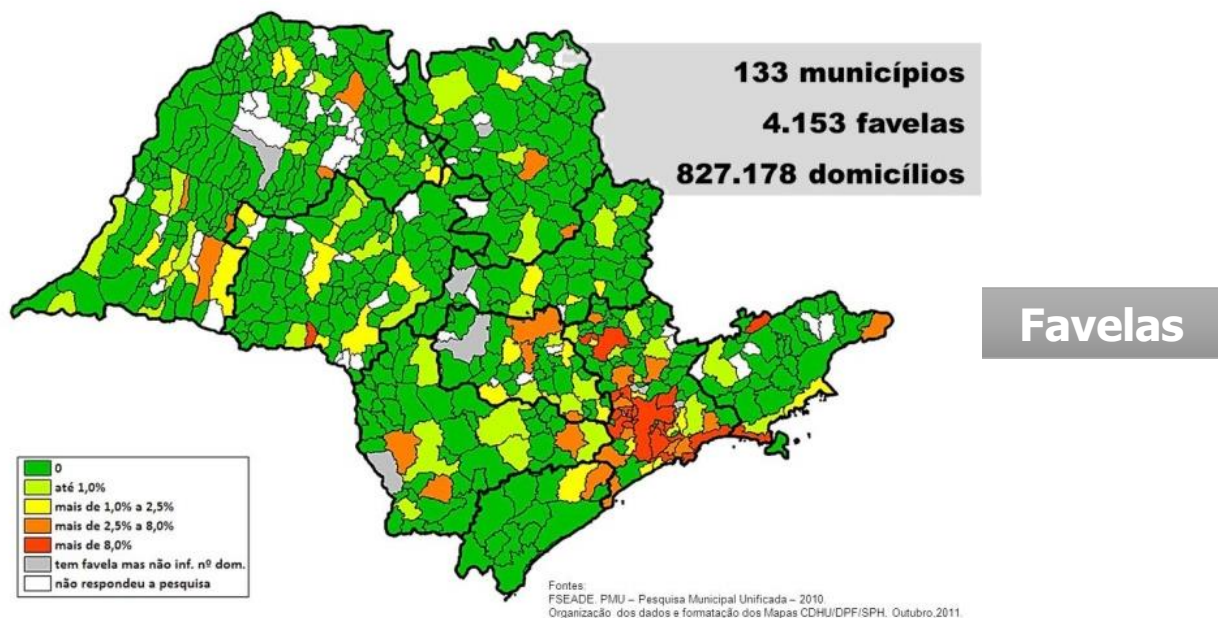 133 municípios
4.153 favelas
827.178 domicílios
Favelas
0
até 1,0%
mais de 1,0% a 2,5%
mais de 2,5% a 8,0%
mais de 8,0%
tem favela mas não inf. nº dom.
não respondeu a pesquisa
Fontes:
FSEADE. PMU – Pesquisa Municipal Unificada – 2010.
Organização dos dados e formatação dos Mapas CDHU/DPF/SPH. Outubro,2011.